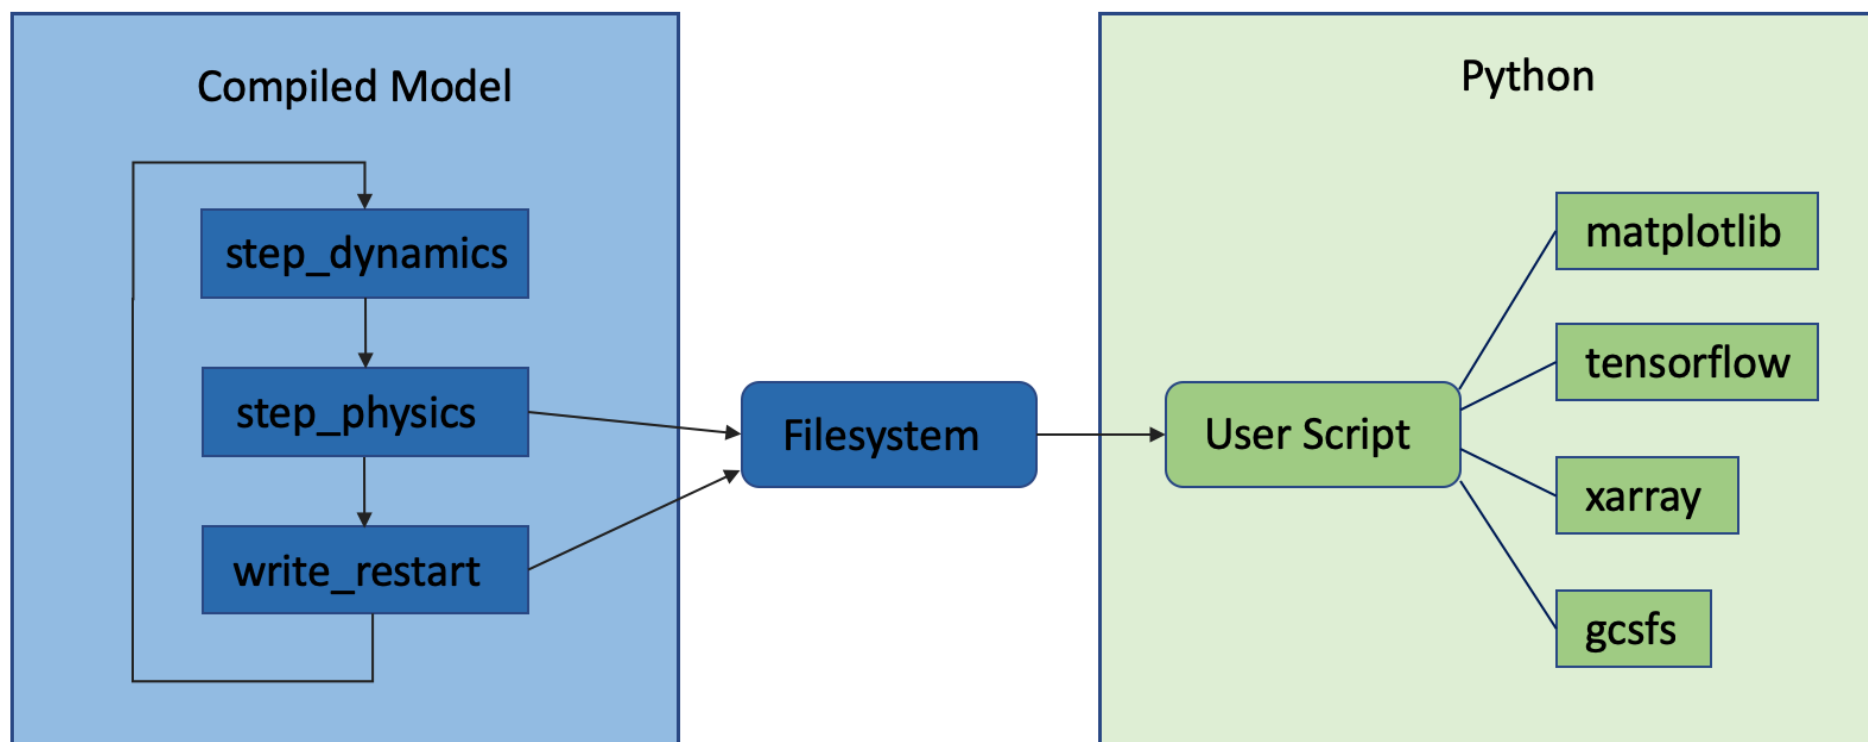 Compiled Model
step_dynamics
step_physics
write_restart
Filesystem
Python
User Script
matplotlib
tensorflow
xarray
gcsfs